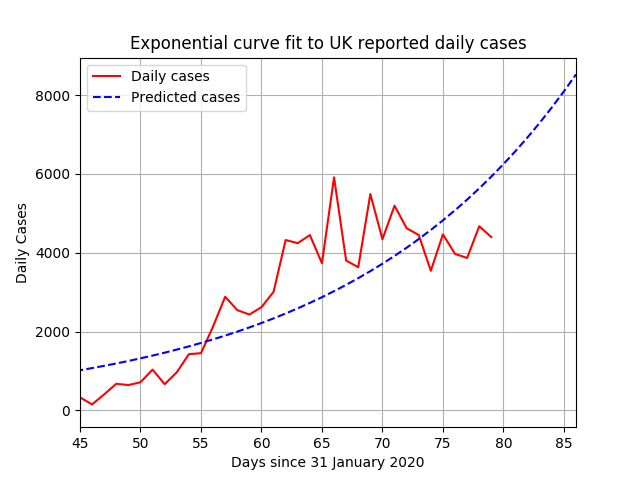 Exponential curve fit to UK reported daily cases
Daily cases
Predicted cases
8000
6000
4000
2000
0
Daily Cases
45 50 55 60 65 70 75 80 85
Days since 31 January 2020